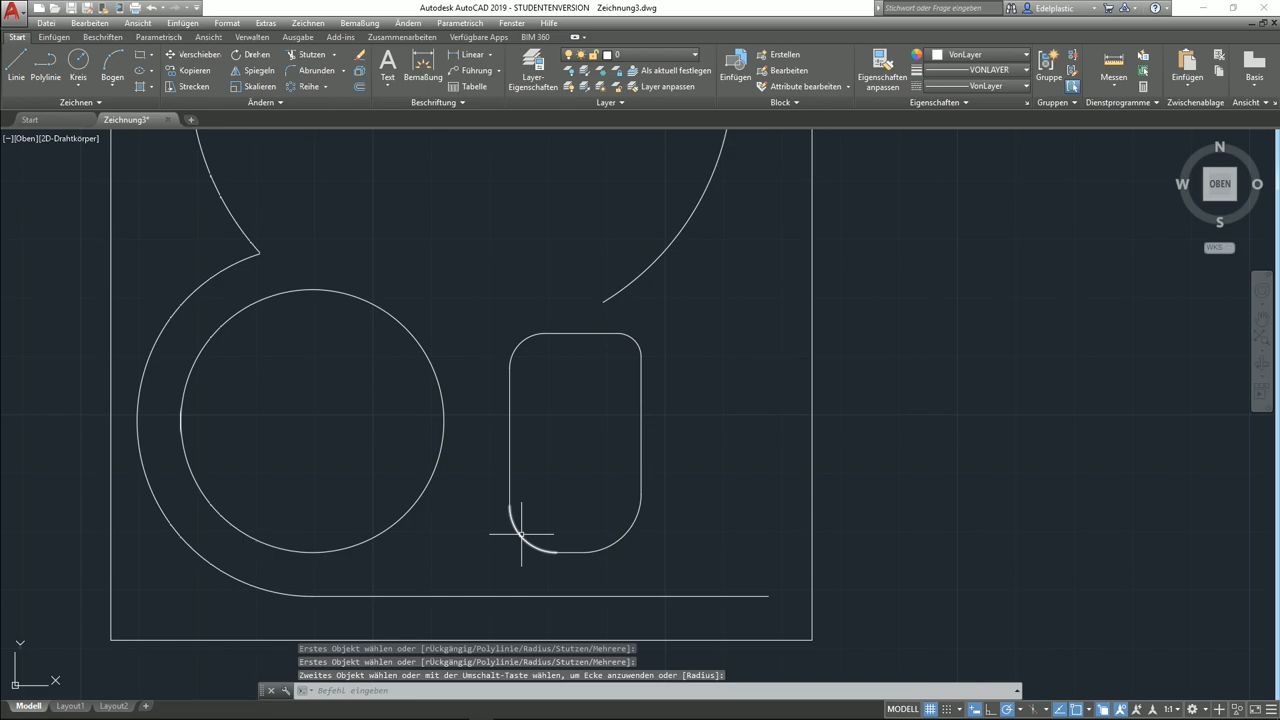 Autodesk AutoCAD 2019 - STUDENTENVERSION Zeichnung3.dwg
Stichwort oder Frage eingeben
Edelplastic
Start Bearbeiten Ansicht Einfügen Format Extras Zeichnen Bemaßung Ändern Parametrisch Fenster Hilfe
Start Einfügen Beschriften Parametrisch Ansicht Verwalten Ausgabe Add-ins Zusammenarbeiten Verfügbare Apps BIM 360
Linie Polylinie Kreis Bogen
Verschieben Drehen Stutzen
Kopieren Spiegeln Abrunden
Strecken Skalieren Reihe
Text Bemaßung
Linear
Führung
Tabelle
Layer-
Eigenschaften
0
Als aktuell festlegen
Layer anpassen
Einfügen
Erstellen
Bearbeiten
Attribute bearbeiten
Eigenschaften
anpassen
VonLayer
VONLAYER
VonLayer
Gruppe
Messen
Einfügen
Basis
Zeichnen Ändern Beschriftung Layer Block Eigenschaften Gruppen Dienstprogramme Zwischenablage Ansicht
Start Zeichnung3*
[−][Oben][2D-Drahtkörper]
N
W OBEN O
S
WKS
Erstes Objekt wählen oder [rÜckgängig/Polylinie/Radius/Stutzen/Mehrere]:
Erstes Objekt wählen oder [rÜckgängig/Polylinie/Radius/Stutzen/Mehrere]:
Zweites Objekt wählen oder mit der Umschalt-Taste wählen, um Ecke anzuwenden oder [Radius]:
Befehl eingeben
Y
X
Modell Layout1 Layout2 +
MODELL 1:1